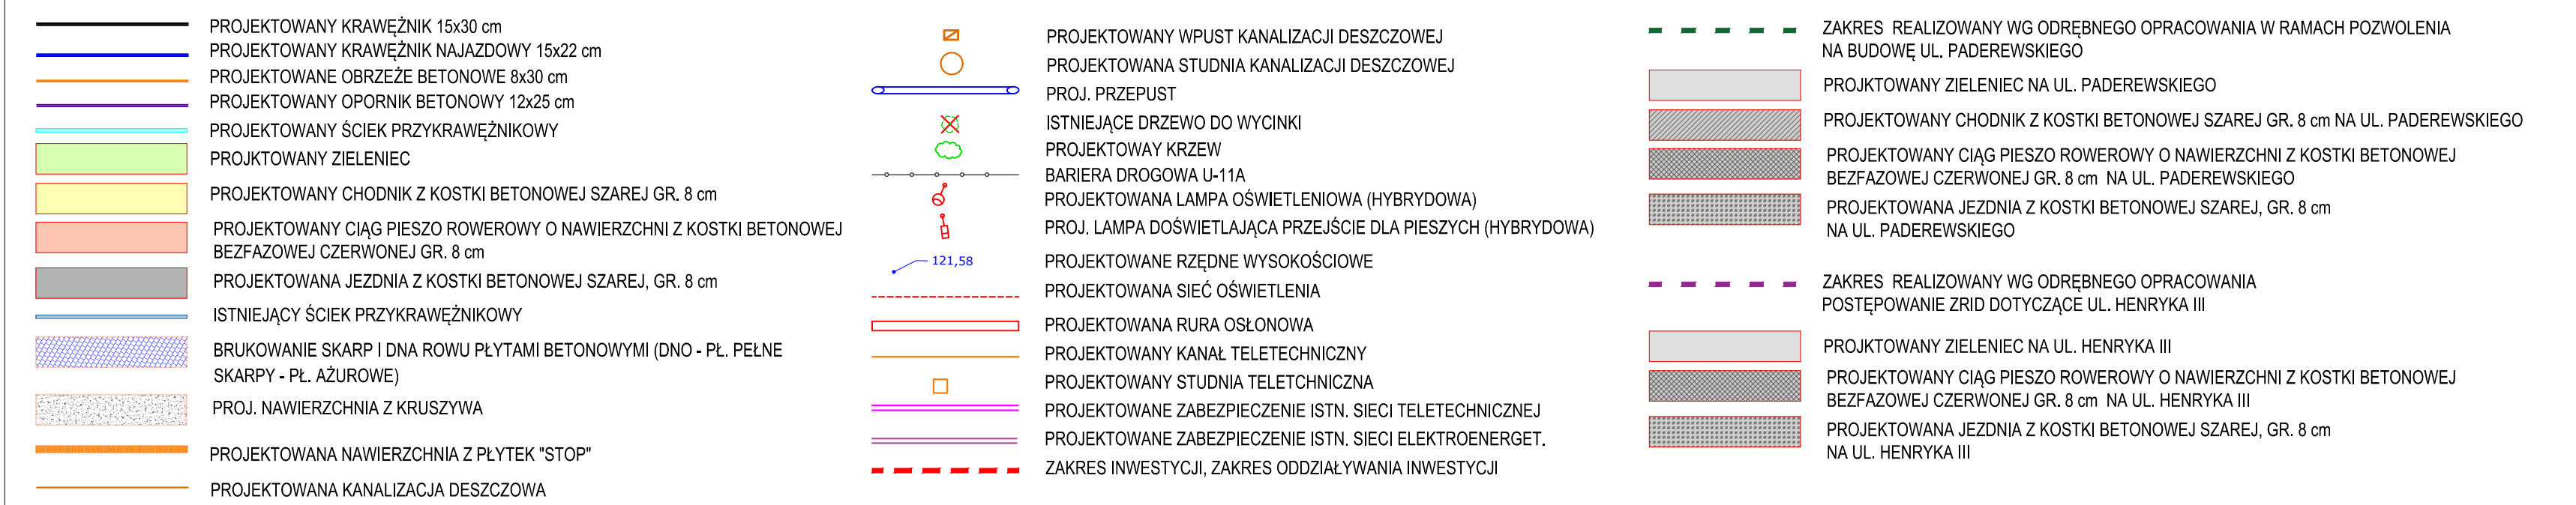 PROJEKTOWANY KRAWĘŻNIK 15x30 cm
PROJEKTOWANY KRAWĘŻNIK NAJAZDOWY 15x22 cm
PROJEKTOWANE OBRZEŻE BETONOWE 8x30 cm
PROJEKTOWANY OPORNIK BETONOWY 12x25 cm
PROJEKTOWANY ŚCIEK PRZYKRAWĘŻNIKOWY
PROJKTOWANY ZIELENIEC
PROJEKTOWANY CHODNIK Z KOSTKI BETONOWEJ SZAREJ GR. 8 cm
PROJEKTOWANY CIĄG PIESZO ROWEROWY O NAWIERZCHNI Z KOSTKI BETONOWEJ
BEZFAZOWEJ CZERWONEJ GR. 8 cm
PROJEKTOWANA JEZDNIA Z KOSTKI BETONOWEJ SZAREJ, GR. 8 cm
ISTNIEJĄCY ŚCIEK PRZYKRAWĘŻNIKOWY
BRUKOWANIE SKARP I DNA ROWU PŁYTAMI BETONOWYMI (DNO - PŁ. PEŁNE
SKARPY - PŁ. AŻUROWE)
PROJ. NAWIERZCHNIA Z KRUSZYWA
PROJEKTOWANA NAWIERZCHNIA Z PŁYTEK "STOP"
PROJEKTOWANA KANALIZACJA DESZCZOWA
PROJEKTOWANY WPUST KANALIZACJI DESZCZOWEJ
PROJEKTOWANA STUDNIA KANALIZACJI DESZCZOWEJ
PROJ. PRZEPUST
ISTNIEJĄCE DRZEWO DO WYCINKI
PROJEKTOWAY KRZEW
BARIERA DROGOWA U-11A
PROJEKTOWANA LAMPA OŚWIETLENIOWA (HYBRYDOWA)
PROJ. LAMPA DOŚWIETLAJĄCA PRZEJŚCIE DLA PIESZYCH (HYBRYDOWA)
121,58 PROJEKTOWANE RZĘDNE WYSOKOŚCIOWE
PROJEKTOWANA SIEĆ OŚWIETLENIA
PROJEKTOWANA RURA OSŁONOWA
PROJEKTOWANY KANAŁ TELETECHNICZNY
PROJEKTOWANY STUDNIA TELETCHNICZNA
PROJEKTOWANE ZABEZPIECZENIE ISTN. SIECI TELETECHNICZNEJ
PROJEKTOWANE ZABEZPIECZENIE ISTN. SIECI ELEKTROENERGET.
ZAKRES INWESTYCJI, ZAKRES ODDZIAŁYWANIA INWESTYCJI
ZAKRES REALIZOWANY WG ODRĘBNEGO OPRACOWANIA W RAMACH POZWOLENIA
NA BUDOWĘ UL. PADEREWSKIEGO
PROJKTOWANY ZIELENIEC NA UL. PADEREWSKIEGO
PROJEKTOWANY CHODNIK Z KOSTKI BETONOWEJ SZAREJ GR. 8 cm NA UL. PADEREWSKIEGO
PROJEKTOWANY CIĄG PIESZO ROWEROWY O NAWIERZCHNI Z KOSTKI BETONOWEJ
BEZFAZOWEJ CZERWONEJ GR. 8 cm NA UL. PADEREWSKIEGO
PROJEKTOWANA JEZDNIA Z KOSTKI BETONOWEJ SZAREJ, GR. 8 cm
NA UL. PADEREWSKIEGO
ZAKRES REALIZOWANY WG ODRĘBNEGO OPRACOWANIA
POSTĘPOWANIE ZRID DOTYCZĄCE UL. HENRYKA III
PROJKTOWANY ZIELENIEC NA UL. HENRYKA III
PROJEKTOWANY CIĄG PIESZO ROWEROWY O NAWIERZCHNI Z KOSTKI BETONOWEJ
BEZFAZOWEJ CZERWONEJ GR. 8 cm NA UL. HENRYKA III
PROJEKTOWANA JEZDNIA Z KOSTKI BETONOWEJ SZAREJ, GR. 8 cm
NA UL. HENRYKA III